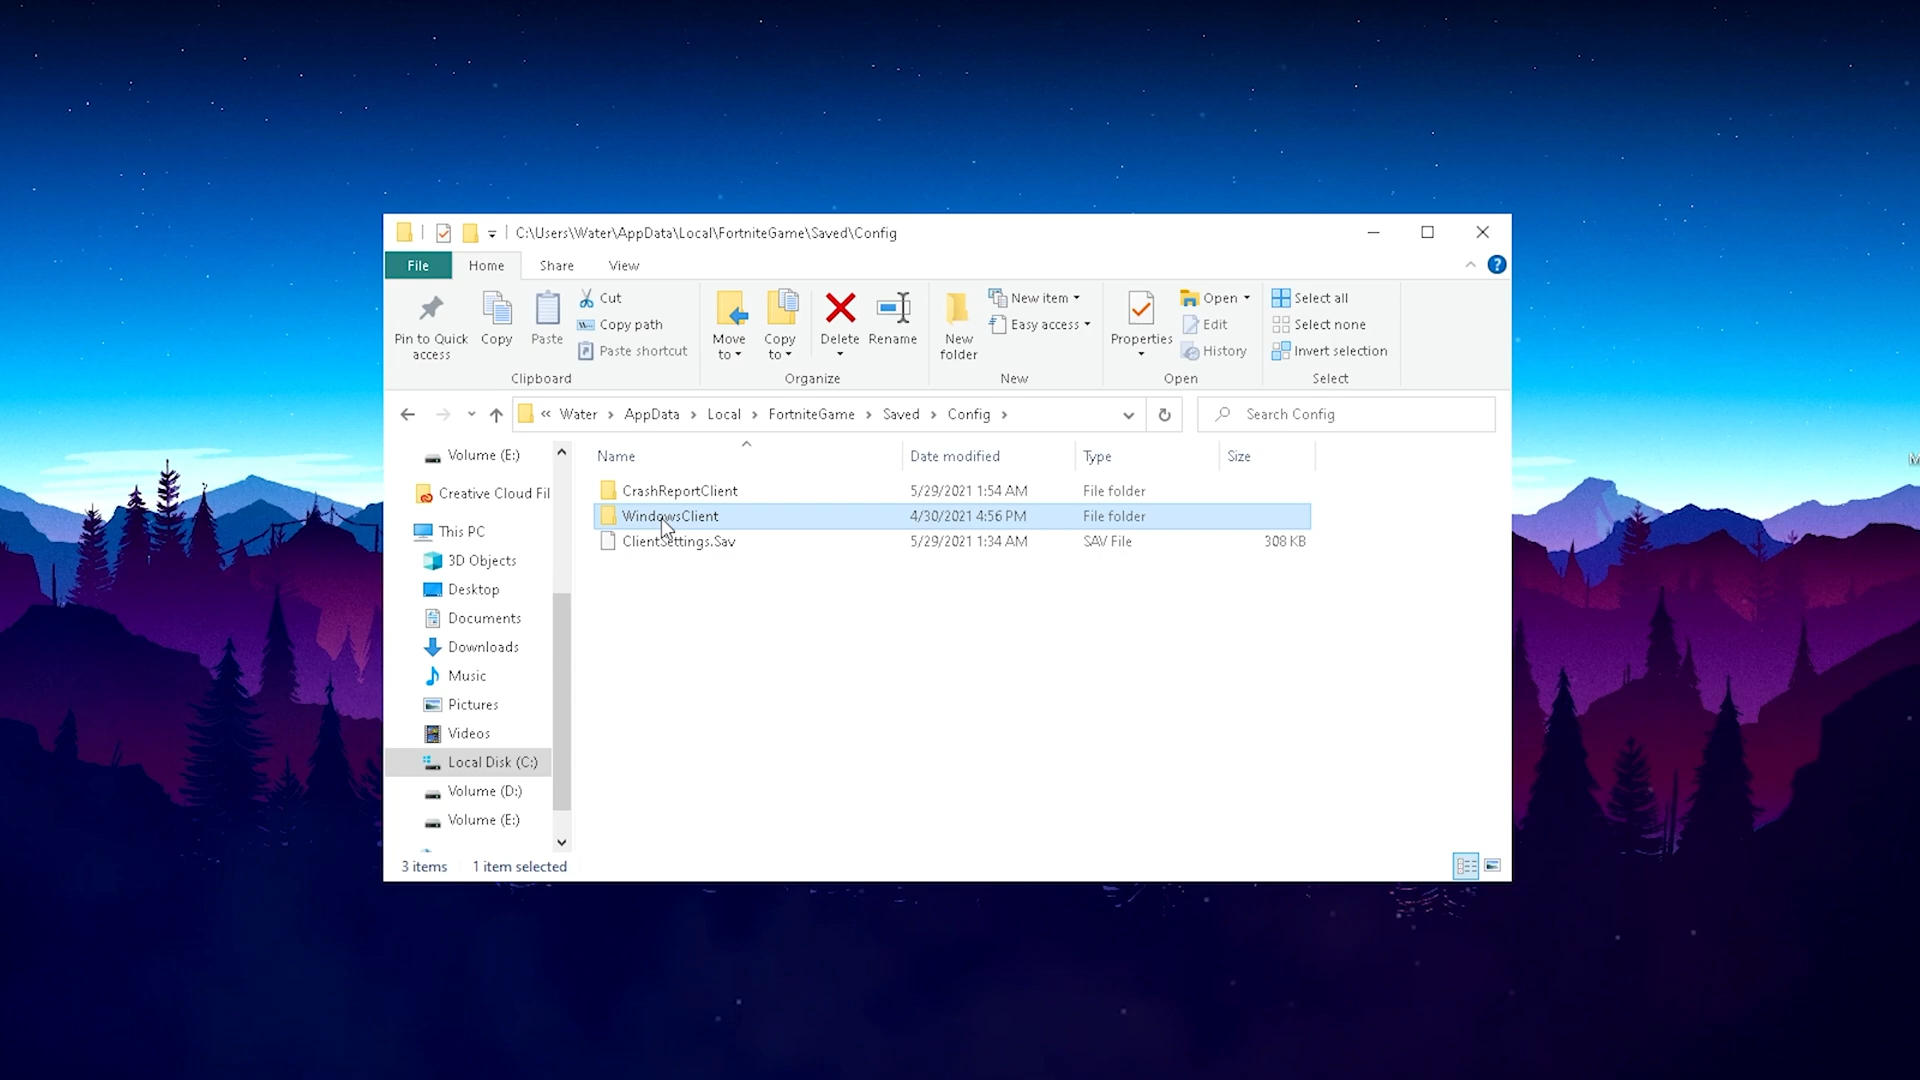 C:\Users\Water\AppData\Local\FortniteGame\Saved\Config
File Home Share View
Pin to Quick access
Copy
Paste
Cut
Copy path
Paste shortcut
Clipboard
Move to
Copy to
Delete
Rename
Organize
New folder
New item
Easy access
New
Properties
Open
Edit
History
Open
Select all
Select none
Invert selection
Select
« Water > AppData > Local > FortniteGame > Saved > Config >
Search Config
Volume (E:)
Creative Cloud Fil
This PC
3D Objects
Desktop
Documents
Downloads
Music
Pictures
Videos
Local Disk (C:)
Volume (D:)
Volume (E:)
Name Date modified Type Size
CrashReportClient 5/29/2021 1:54 AM File folder
WindowsClient 4/30/2021 4:56 PM File folder
ClientSettings.Sav 5/29/2021 1:34 AM SAV File 308 KB
3 items 1 item selected